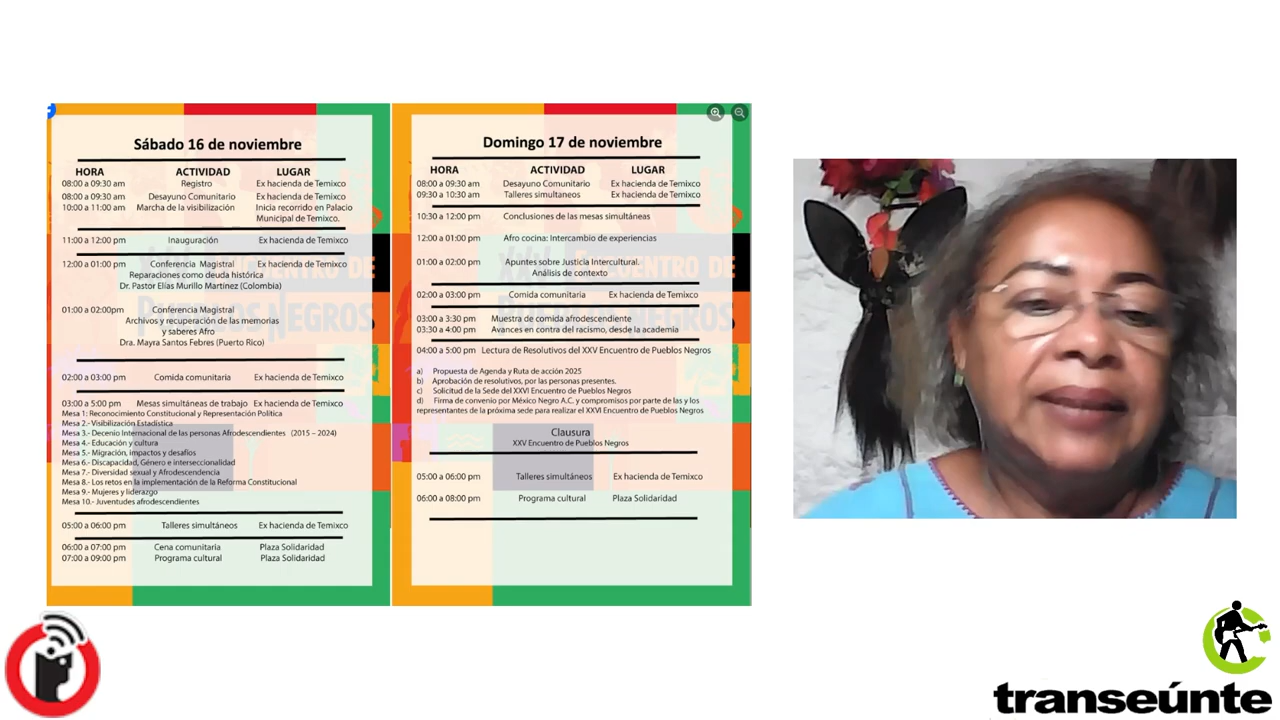 Sábado 16 de noviembre
HORA ACTIVIDAD LUGAR
08:00 a 09:30 am Registro Ex hacienda de Temixco
08:00 a 09:30 am Desayuno Comunitario Ex hacienda de Temixco
10:00 a 11:00 am Marcha de la visibilización Inicia recorrido en Palacio
Municipal de Temixco.
11:00 a 12:00 pm Inauguración Ex hacienda de Temixco
12:00 a 01:00 pm Conferencia Magistral Ex hacienda de Temixco
Reparaciones como deuda histórica
Dr. Pastor Elías Murillo Martínez (Colombia)
01:00 a 02:00pm Conferencia Magistral
Archivos y recuperación de las memorias
y saberes Afro
Dra. Mayra Santos Febres (Puerto Rico)
02:00 a 03:00 pm Comida comunitaria Ex hacienda de Temixco
03:00 a 5:00 pm Mesas simultáneas de trabajo Ex hacienda de Temixco
Mesa 1: Reconocimiento Constitucional y Representación Política
Mesa 2.- Visibilización Estadística
Mesa 3.- Decenio Internacional de las personas Afrodescendientes (2015 – 2024)
Mesa 4.- Educación y cultura
Mesa 5.- Migración, impactos y desafíos
Mesa 6.- Discapacidad, Género e interseccionalidad
Mesa 7.- Diversidad sexual y Afrodescendencia
Mesa 8.- Los retos en la implementación de la Reforma Constitucional
Mesa 9.- Mujeres y liderazgo
Mesa 10.- Juventudes afrodescendientes
05:00 a 06:00 pm Talleres simultáneos Ex hacienda de Temixco
06:00 a 07:00 pm Cena comunitaria Plaza Solidaridad
07:00 a 09:00 pm Programa cultural Plaza Solidaridad
Domingo 17 de noviembre
HORA ACTIVIDAD LUGAR
08:00 a 09:30 am Desayuno Comunitario Ex hacienda de Temixco
09:30 a 10:30 am Talleres simultaneos Ex hacienda de Temixco
10:30 a 12:00 pm Conclusiones de las mesas simultáneas
12:00 a 01:00 pm Afro cocina: Intercambio de experiencias
01:00 a 02:00 pm Apuntes sobre Justicia Intercultural.
Análisis de contexto
02:00 a 03:00 pm Comida comunitaria Ex hacienda de Temixco
03:00 a 3:30 pm Muestra de comida afrodescendiente
03:30 a 4:00 pm Avances en contra del racismo, desde la academia
04:00 a 5:00 pm Lectura de Resolutivos del XXV Encuentro de Pueblos Negros
a) Propuesta de Agenda y Ruta de acción 2025
b) Aprobación de resolutivos, por las personas presentes.
c) Solicitud de la Sede del XXVI Encuentro de Pueblos Negros
d) Firma de convenio por México Negro A.C. y compromisos por parte de las y los
representantes de la próxima sede para realizar el XXVI Encuentro de Pueblos Negros
Clausura
XXV Encuentro de Pueblos Negros
05:00 a 06:00 pm Talleres simultáneos Ex hacienda de Temixco
06:00 a 08:00 pm Programa cultural Plaza Solidaridad
transeúnte